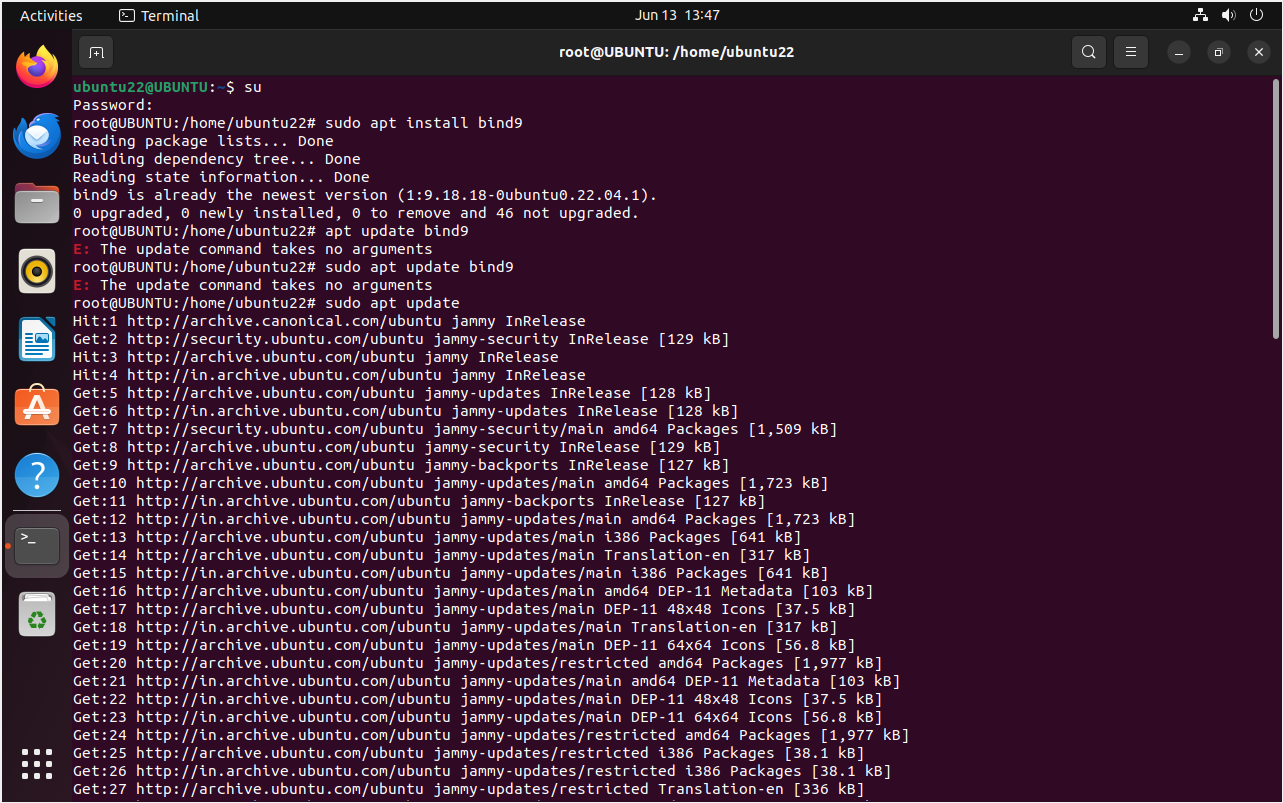 Activities
Terminal
Jun 13 13:47
root@UBUNTU: /home/ubuntu22
ubuntu22@UBUNTU:~$ su
Password:
root@UBUNTU:/home/ubuntu22# sudo apt install bind9
Reading package lists... Done
Building dependency tree... Done
Reading state information... Done
bind9 is already the newest version (1:9.18.18-0ubuntu0.22.04.1).
0 upgraded, 0 newly installed, 0 to remove and 46 not upgraded.
root@UBUNTU:/home/ubuntu22# apt update bind9
E: The update command takes no arguments
root@UBUNTU:/home/ubuntu22# sudo apt update bind9
E: The update command takes no arguments
root@UBUNTU:/home/ubuntu22# sudo apt update
Hit:1 http://archive.canonical.com/ubuntu jammy InRelease
Get:2 http://security.ubuntu.com/ubuntu jammy-security InRelease [129 kB]
Hit:3 http://archive.ubuntu.com/ubuntu jammy InRelease
Hit:4 http://in.archive.ubuntu.com/ubuntu jammy InRelease
Get:5 http://archive.ubuntu.com/ubuntu jammy-updates InRelease [128 kB]
Get:6 http://in.archive.ubuntu.com/ubuntu jammy-updates InRelease [128 kB]
Get:7 http://security.ubuntu.com/ubuntu jammy-security/main amd64 Packages [1,509 kB]
Get:8 http://archive.ubuntu.com/ubuntu jammy-security InRelease [129 kB]
Get:9 http://archive.ubuntu.com/ubuntu jammy-backports InRelease [127 kB]
Get:10 http://archive.ubuntu.com/ubuntu jammy-updates/main amd64 Packages [1,723 kB]
Get:11 http://in.archive.ubuntu.com/ubuntu jammy-backports InRelease [127 kB]
Get:12 http://in.archive.ubuntu.com/ubuntu jammy-updates/main amd64 Packages [1,723 kB]
Get:13 http://archive.ubuntu.com/ubuntu jammy-updates/main i386 Packages [641 kB]
Get:14 http://archive.ubuntu.com/ubuntu jammy-updates/main Translation-en [317 kB]
Get:15 http://in.archive.ubuntu.com/ubuntu jammy-updates/main i386 Packages [641 kB]
Get:16 http://archive.ubuntu.com/ubuntu jammy-updates/main amd64 DEP-11 Metadata [103 kB]
Get:17 http://archive.ubuntu.com/ubuntu jammy-updates/main DEP-11 48x48 Icons [37.5 kB]
Get:18 http://in.archive.ubuntu.com/ubuntu jammy-updates/main Translation-en [317 kB]
Get:19 http://archive.ubuntu.com/ubuntu jammy-updates/main DEP-11 64x64 Icons [56.8 kB]
Get:20 http://archive.ubuntu.com/ubuntu jammy-updates/restricted amd64 Packages [1,977 kB]
Get:21 http://in.archive.ubuntu.com/ubuntu jammy-updates/main amd64 DEP-11 Metadata [103 kB]
Get:22 http://in.archive.ubuntu.com/ubuntu jammy-updates/main DEP-11 48x48 Icons [37.5 kB]
Get:23 http://in.archive.ubuntu.com/ubuntu jammy-updates/main DEP-11 64x64 Icons [56.8 kB]
Get:24 http://in.archive.ubuntu.com/ubuntu jammy-updates/restricted amd64 Packages [1,977 kB]
Get:25 http://archive.ubuntu.com/ubuntu jammy-updates/restricted i386 Packages [38.1 kB]
Get:26 http://in.archive.ubuntu.com/ubuntu jammy-updates/restricted i386 Packages [38.1 kB]
Get:27 http://archive.ubuntu.com/ubuntu jammy-updates/restricted Translation-en [336 kB]